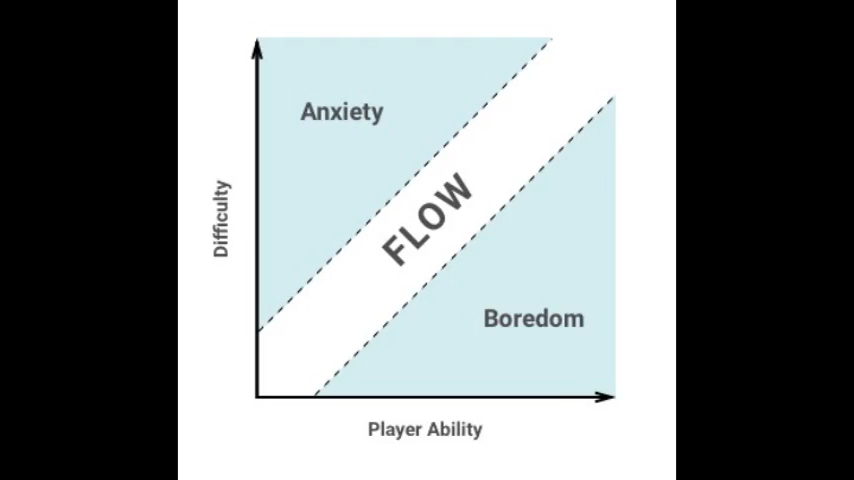 Anxiety
FLOW
Difficulty
Boredom
Player Ability